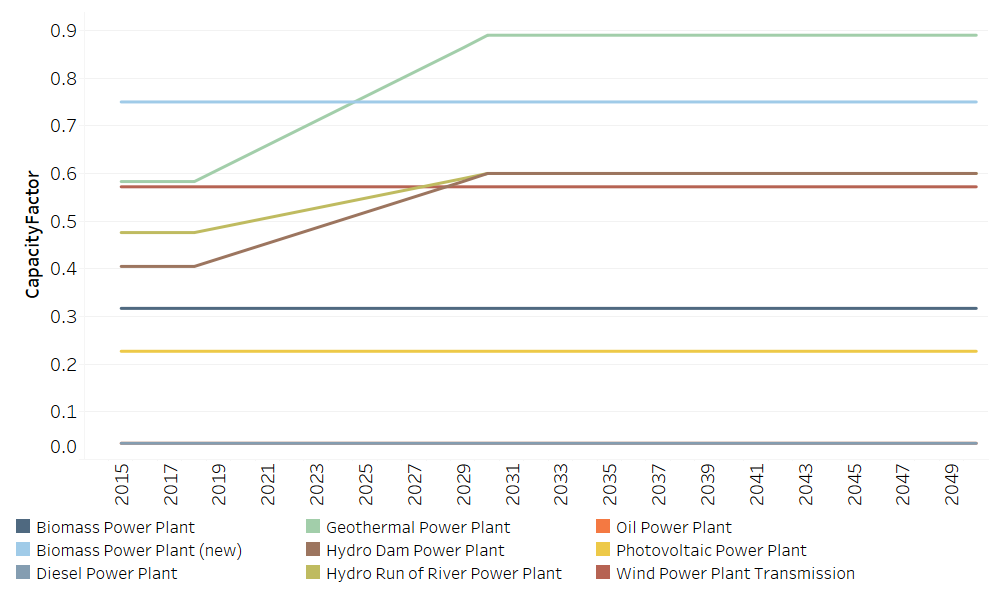 CapacityFactor
0.9
0.8
0.7
0.6
0.5
0.4
0.3
0.2
0.1
0.0
2015 2017 2019 2021 2023 2025 2027 2029 2031 2033 2035 2037 2039 2041 2043 2045 2047 2049
Biomass Power Plant Geothermal Power Plant Oil Power Plant
Biomass Power Plant (new) Hydro Dam Power Plant Photovoltaic Power Plant
Diesel Power Plant Hydro Run of River Power Plant Wind Power Plant Transmission